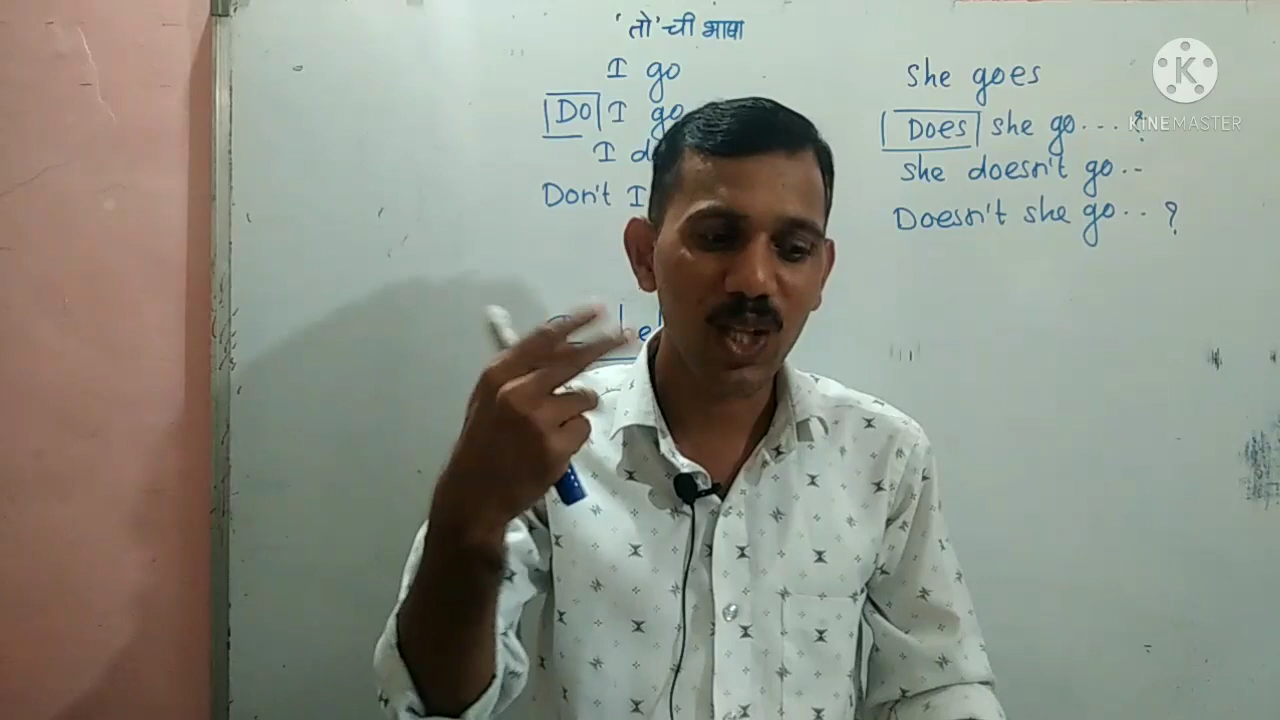 'तो' ची भाषा
I go
Do I go
I
Don't I
She goes
Does she go....?
She doesn't go..
Doesn't she go...?
KINEMASTER